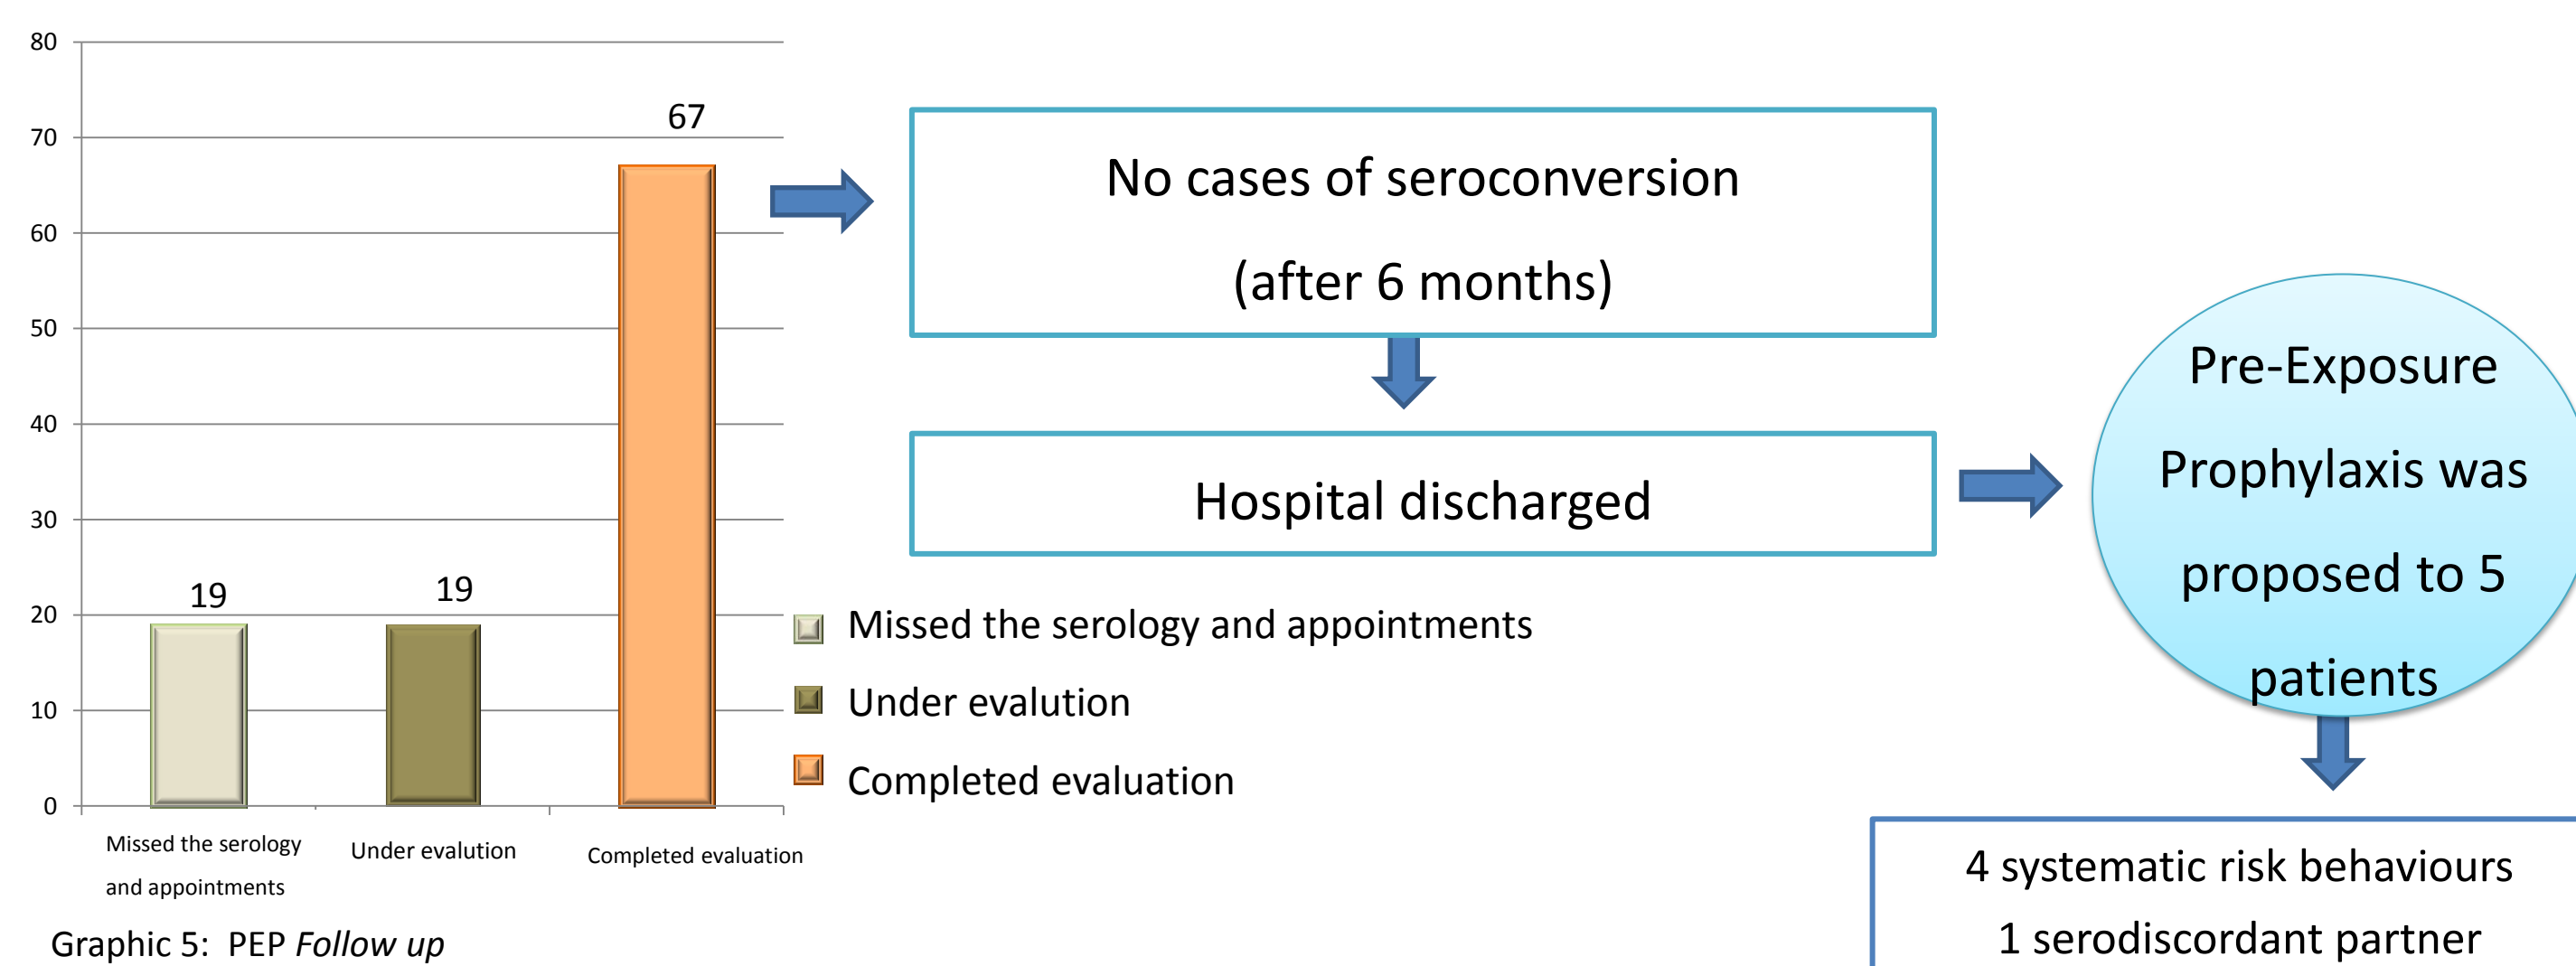 80
70
60
50
40
30
20
10
0
19
19
67
Missed the serology
and appointments
Under evalution
Completed evaluation
Missed the serology and appointments
Under evalution
Completed evaluation
Graphic 5: PEP Follow up
No cases of seroconversion
(after 6 months)
Hospital discharged
Pre-Exposure
Prophylaxis was
proposed to 5
patients
4 systematic risk behaviours
1 serodiscordant partner